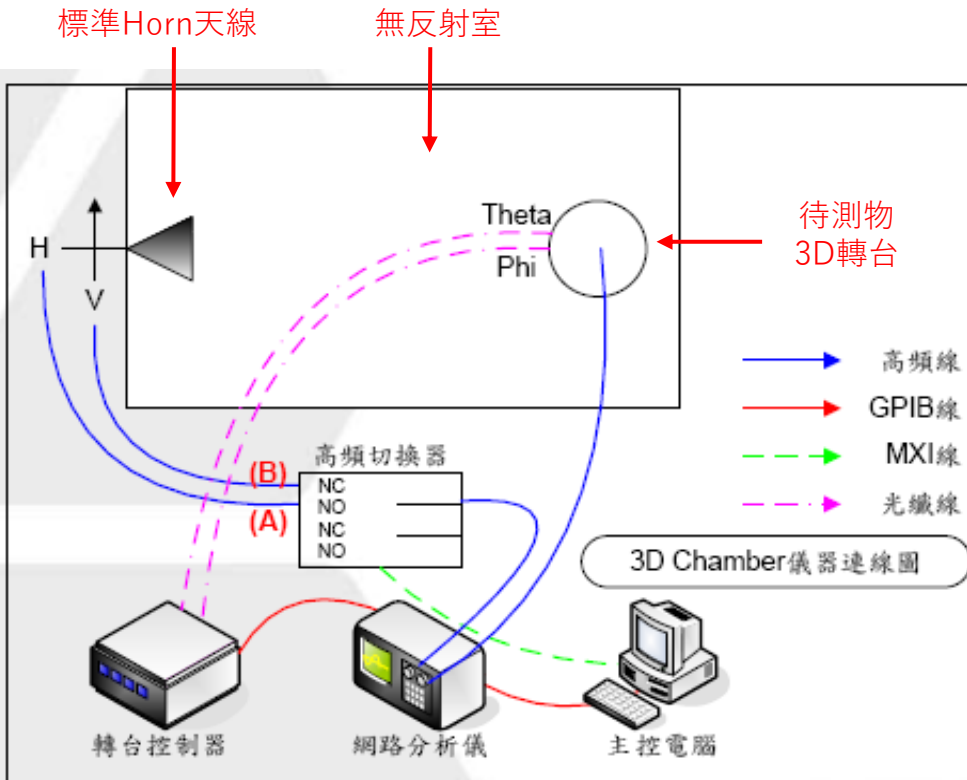 標準Horn天線
無反射室
Theta
Phi
待測物
3D轉台
H
V
高頻線
GPIB線
MXI線
光纖線
高頻切換器
(B)
(A)
NC
NO
NC
NO
3D Chamber儀器連線圖
轉台控制器
網路分析儀
主控電腦